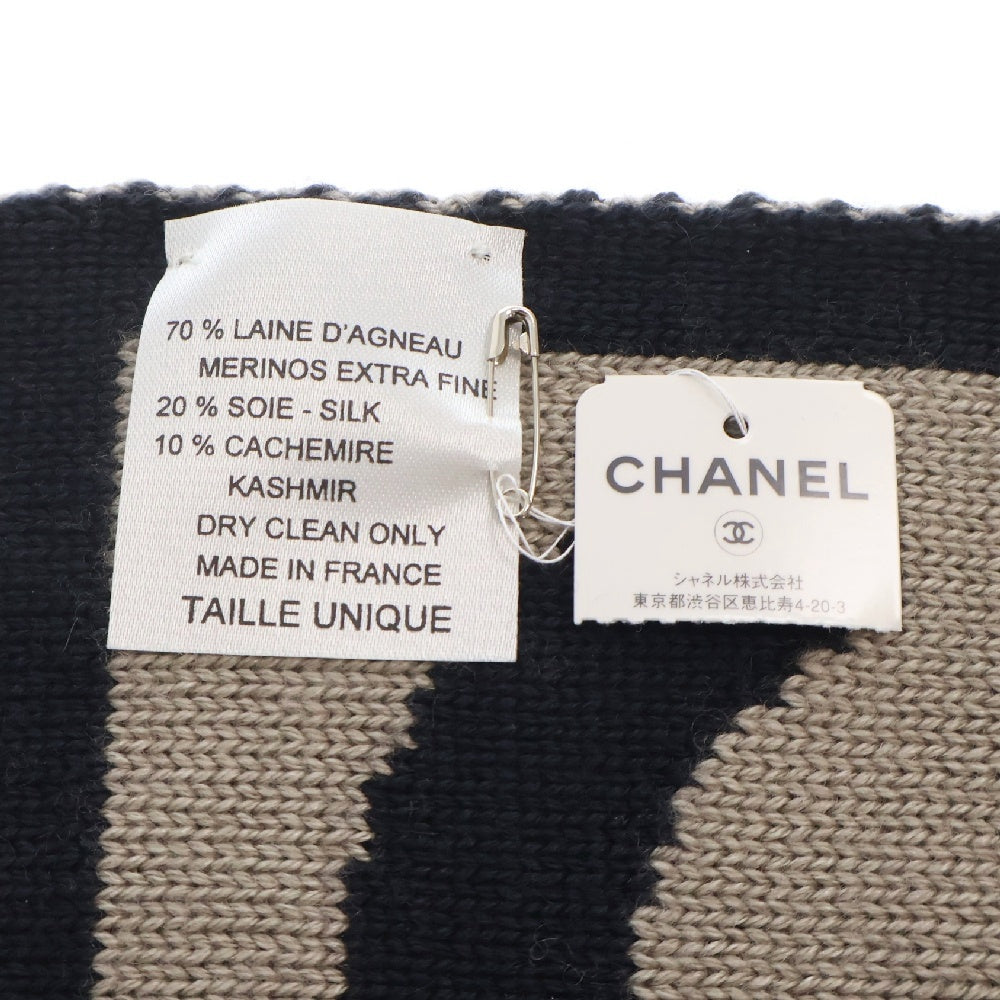 70 % LAINE D'AGNEAU
MERINOS EXTRA FINE
20 % SOIE - SILK
10 % CACHEMIRE
KASHMIR
DRY CLEAN ONLY
MADE IN FRANCE
TAILLE UNIQUE
CHANEL
シャネル株式会社
東京都渋谷区恵比寿4-20-3